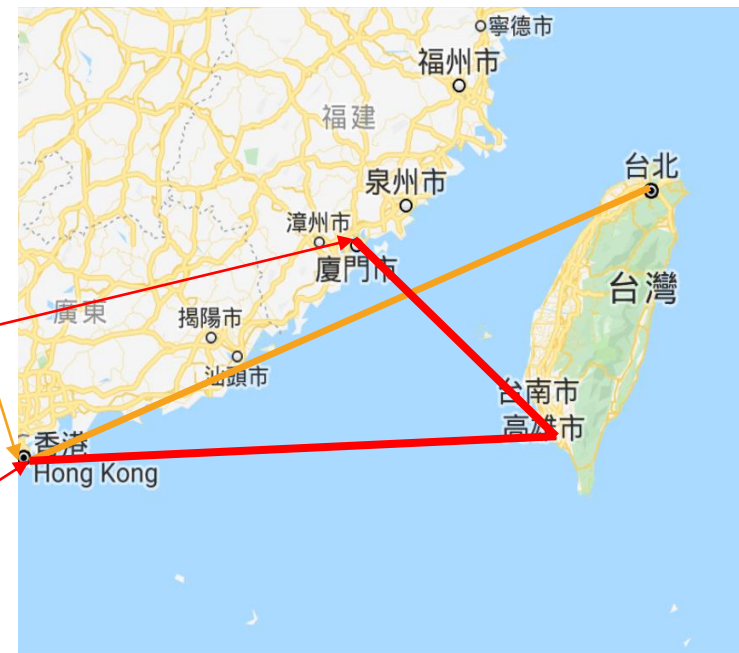 寧德市
福州市
福建
泉州市
台北
漳州市
廈門市
台灣
廣東
揭陽市
汕頭市
台南市
高雄市
香港
Hong Kong